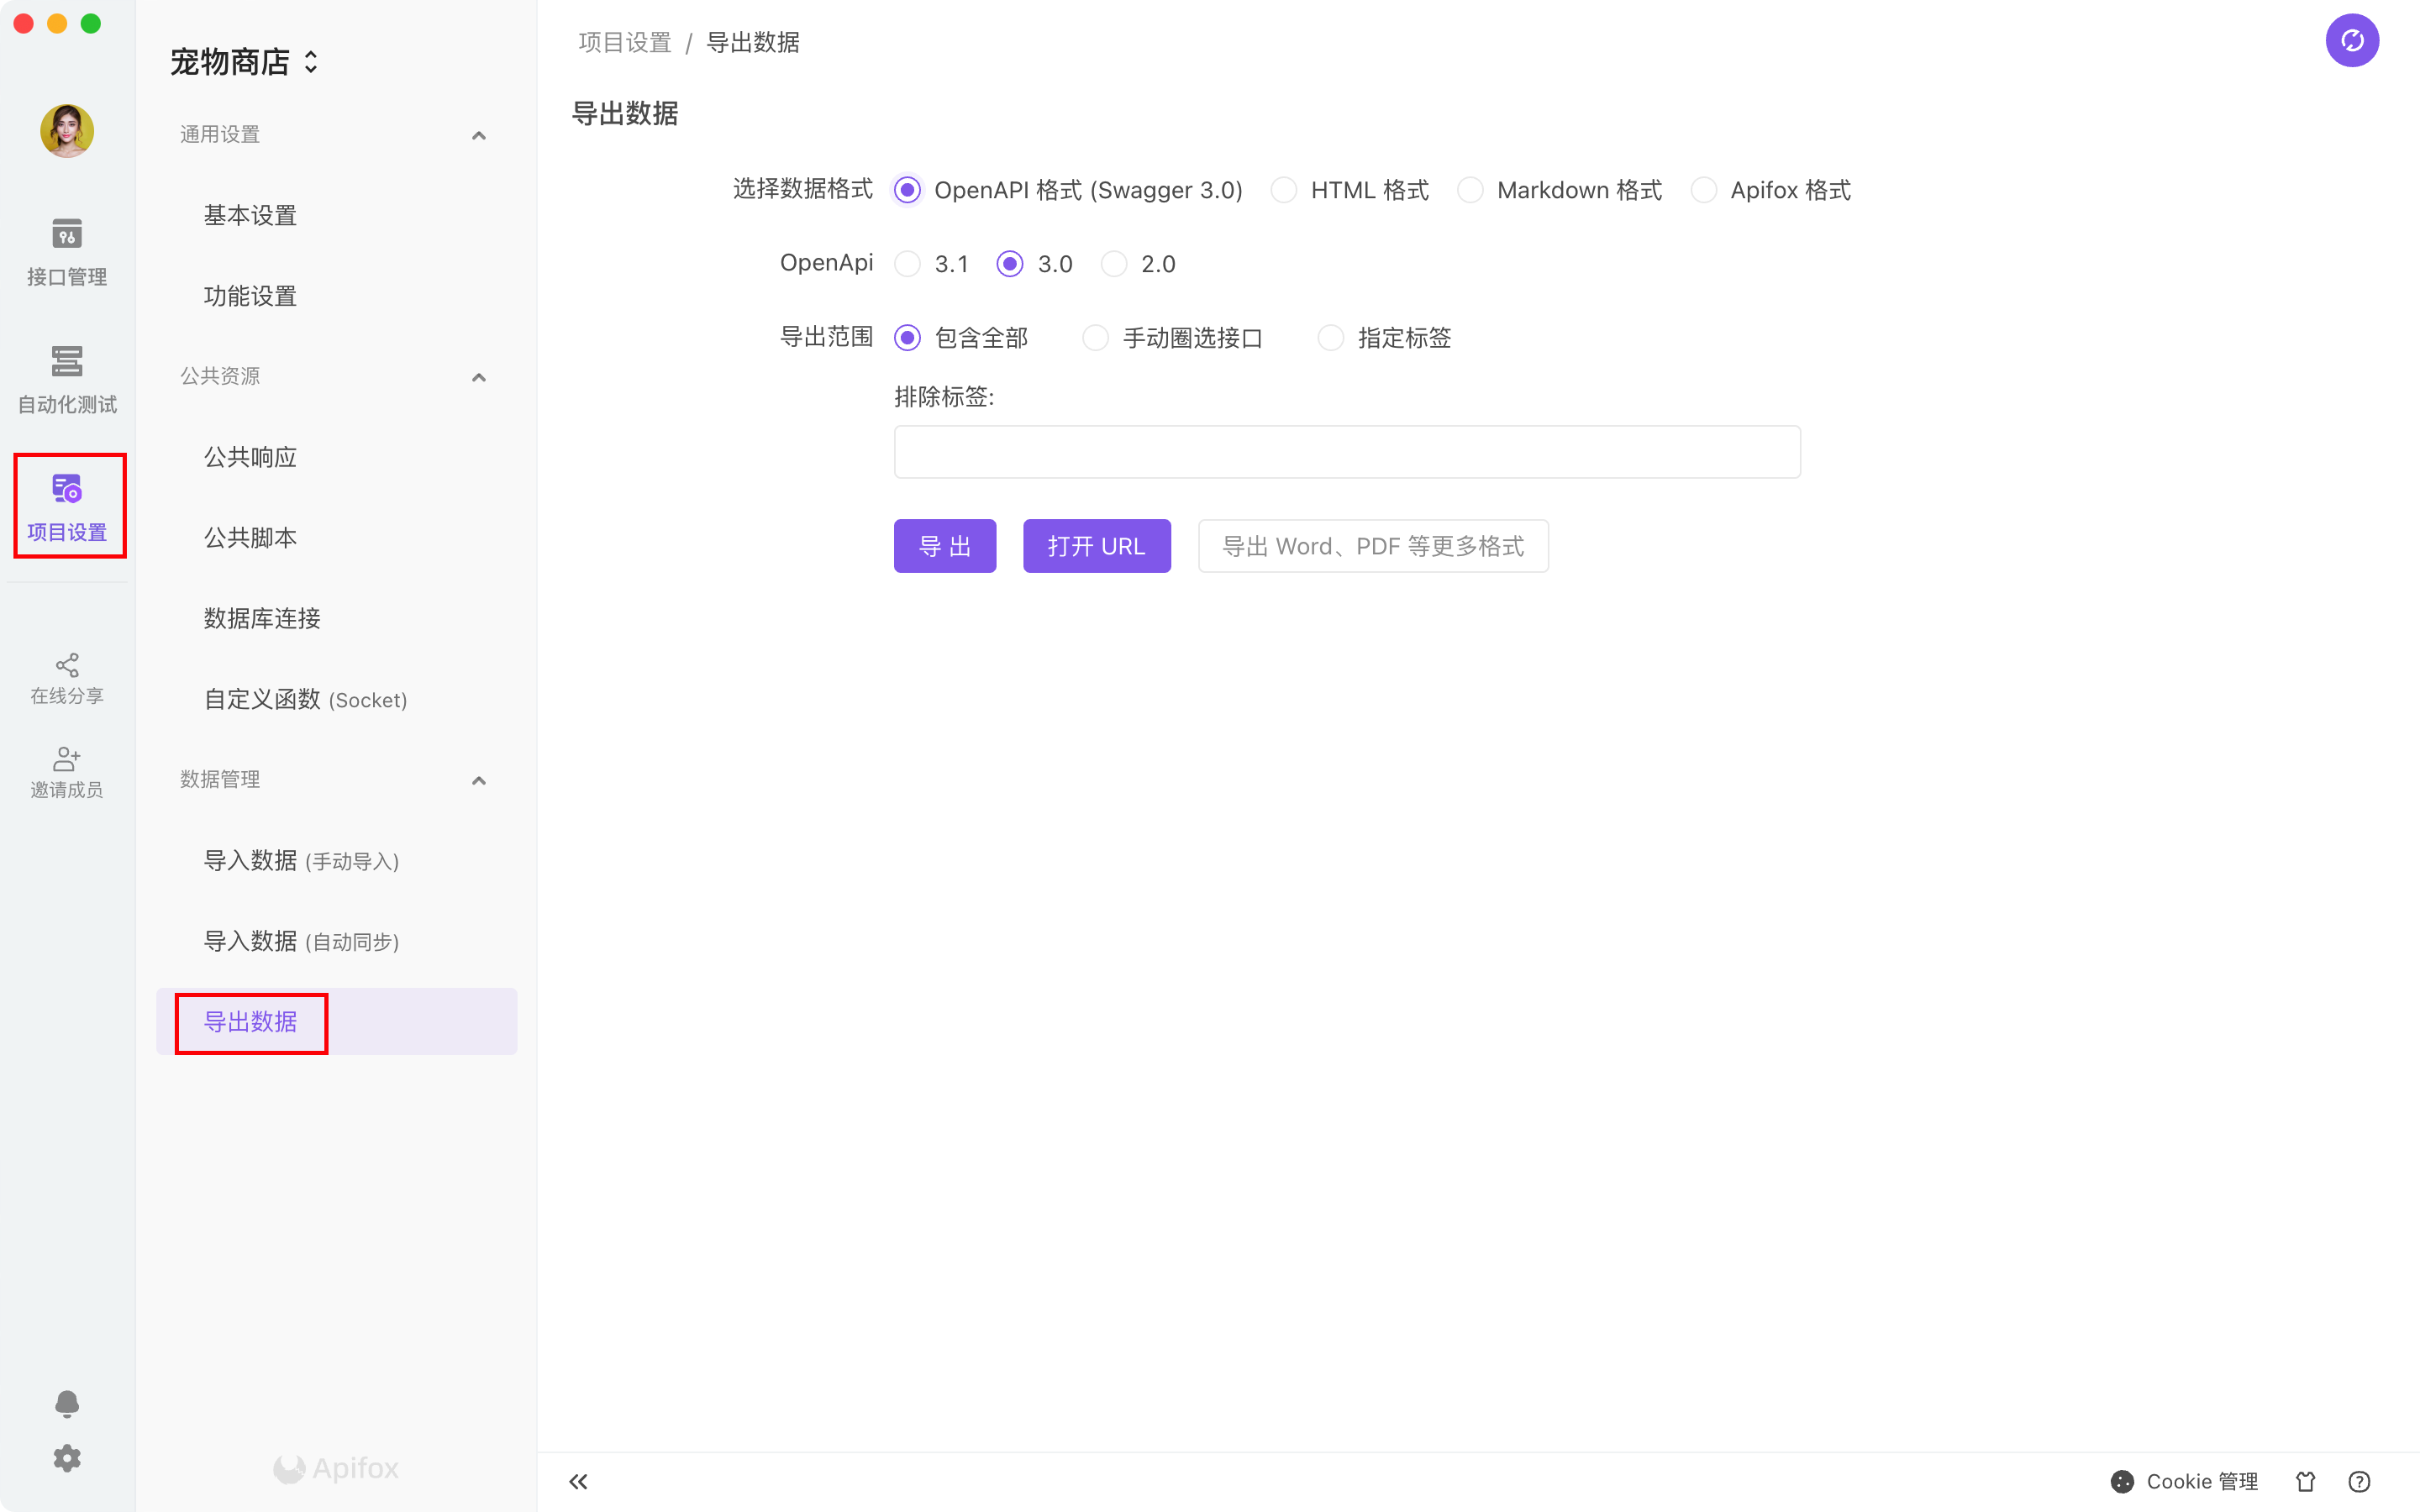 宠物商店
通用设置
基本设置
功能设置
公共资源
公共响应
公共脚本
数据库连接
自定义函数 (Socket)
数据管理
导入数据 (手动导入)
导入数据 (自动同步)
导出数据
Apifox
接口管理
自动化测试
项目设置
在线分享
邀请成员
项目设置 / 导出数据
导出数据
选择数据格式 OpenAPI 格式 (Swagger 3.0) HTML 格式 Markdown 格式 Apifox 格式
OpenApi 3.1 3.0 2.0
导出范围 包含全部 手动圈选接口 指定标签
排除标签:
导 出 打开 URL 导出 Word、PDF 等更多格式
Cookie 管理